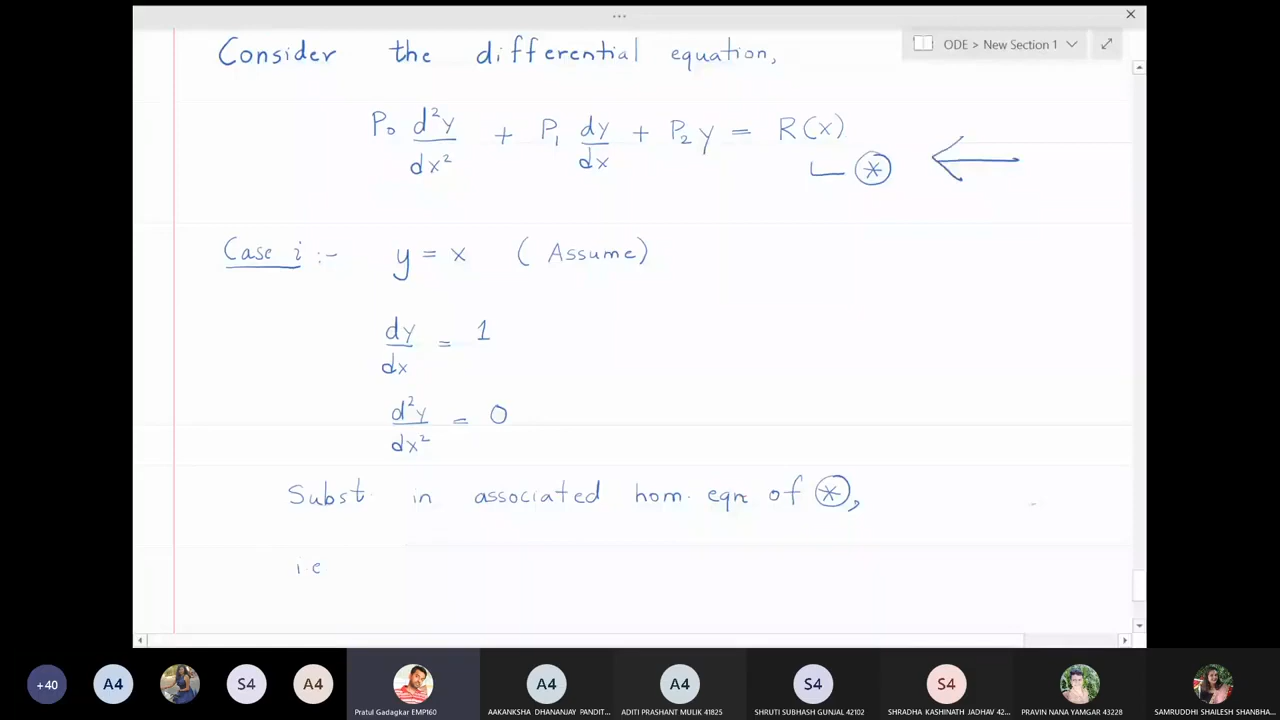 ...
ODE > New Section 1
Consider the differential equation,
P₀ d²y/dx² + P₁ dy/dx + P₂ y = R(x)
└ ⊛ ←
Case i :- y = x (Assume)
dy/dx = 1
d²y/dx² = 0
Subst. in associated hom. eqn of ⊛,
i.e
+40 A4 S4 A4 A4 A4 S4 S4
Pratul Gadagkar EMP160
AAKANKSHA DHANANJAY PANDIT...
ADITI PRASHANT MULIK 41825
SHRUTI SUBHASH GUNJAL 42102
SHRADHA KASHINATH JADHAV 42...
PRAVIN NANA YAMGAR 43228
SAMRUDDHI SHAILESH SHANBHA...